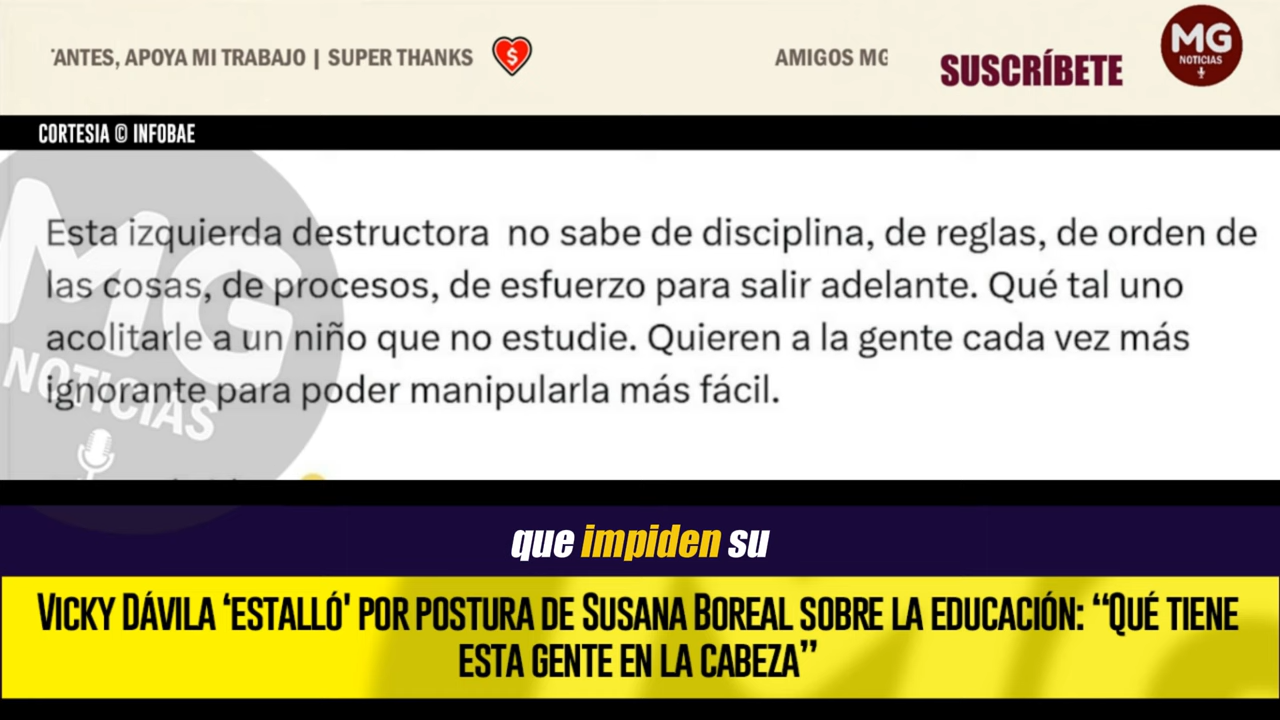 'ANTES, APOYA MI TRABAJO | SUPER THANKS
AMIGOS MG
SUSCRÍBETE
MG
NOTICIAS
CORTESIA © INFOBAE
Esta izquierda destructora no sabe de disciplina, de reglas, de orden de
las cosas, de procesos, de esfuerzo para salir adelante. Qué tal uno
acolitarle a un niño que no estudie. Quieren a la gente cada vez más
ignorante para poder manipularla más fácil.
MG
NOTICIAS
que impiden su
VICKY DÁVILA ‘ESTALLÓ' POR POSTURA DE SUSANA BOREAL SOBRE LA EDUCACIÓN: “QUÉ TIENE
ESTA GENTE EN LA CABEZA”